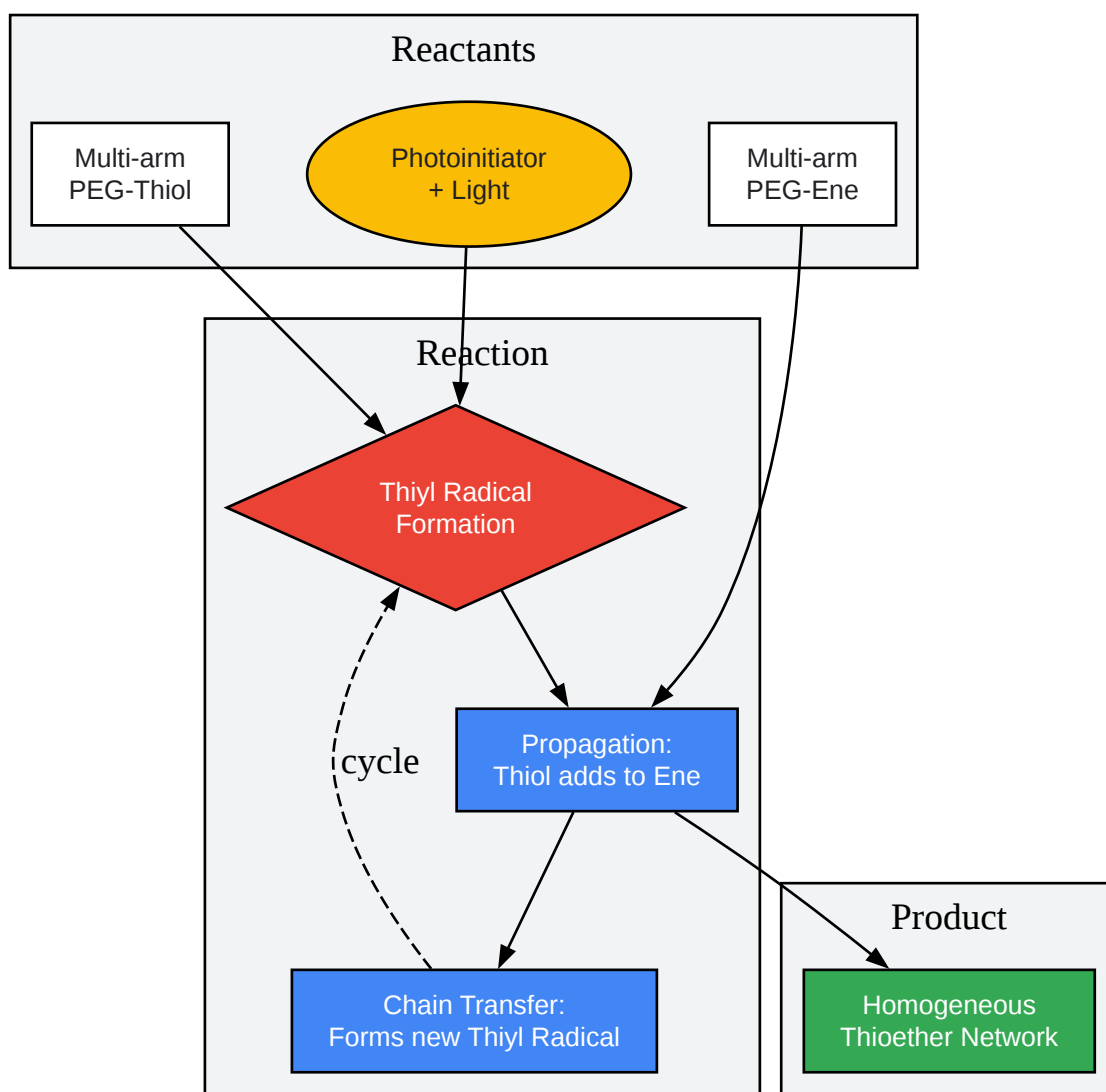 Reactants
Multi-arm
PEG-Thiol
Photoinitiator
+ Light
Multi-arm
PEG-Ene
Reaction
Thiyl Radical
Formation
Propagation:
Thiol adds to Ene
cycle
Chain Transfer:
Forms new Thiyl Radical
Product
Homogeneous
Thioether Network